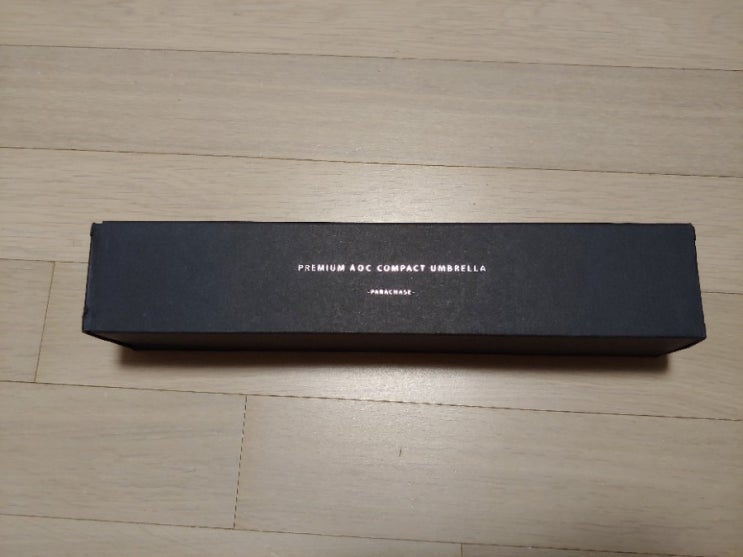 PREMIUM AOC COMPACT UMBRELLA
-PARACHASE-